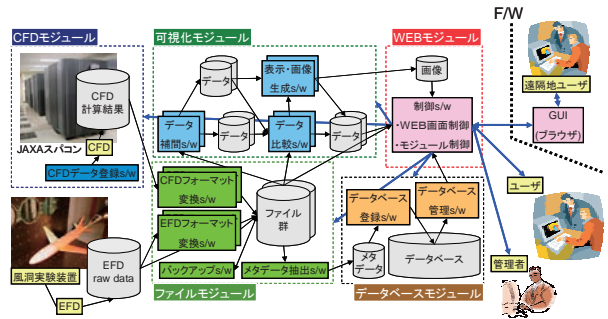 CFDモジュール
可視化モジュール
WEBモジュール
F/W
データ
表示・画像
生成s/w
画像
CFD
計算結果
JAXAスパコン
CFD
CFDデータ登録s/w
データ
補間s/w
データ
データ
比較s/w
データ
制御s/w
・WEB画面制御
・モジュール制御
遠隔地ユーザ
GUI
(ブラウザ)
CFDフォーマット
変換s/w
EFDフォーマット
変換s/w
ファイル
群
データベース
登録s/w
データベース
管理s/w
ユーザ
風洞実験装置
EFD
EFD
raw data
バックアップs/w
メタデータ抽出s/w
メタ
データ
データベース
管理者
ファイルモジュール
データベースモジュール